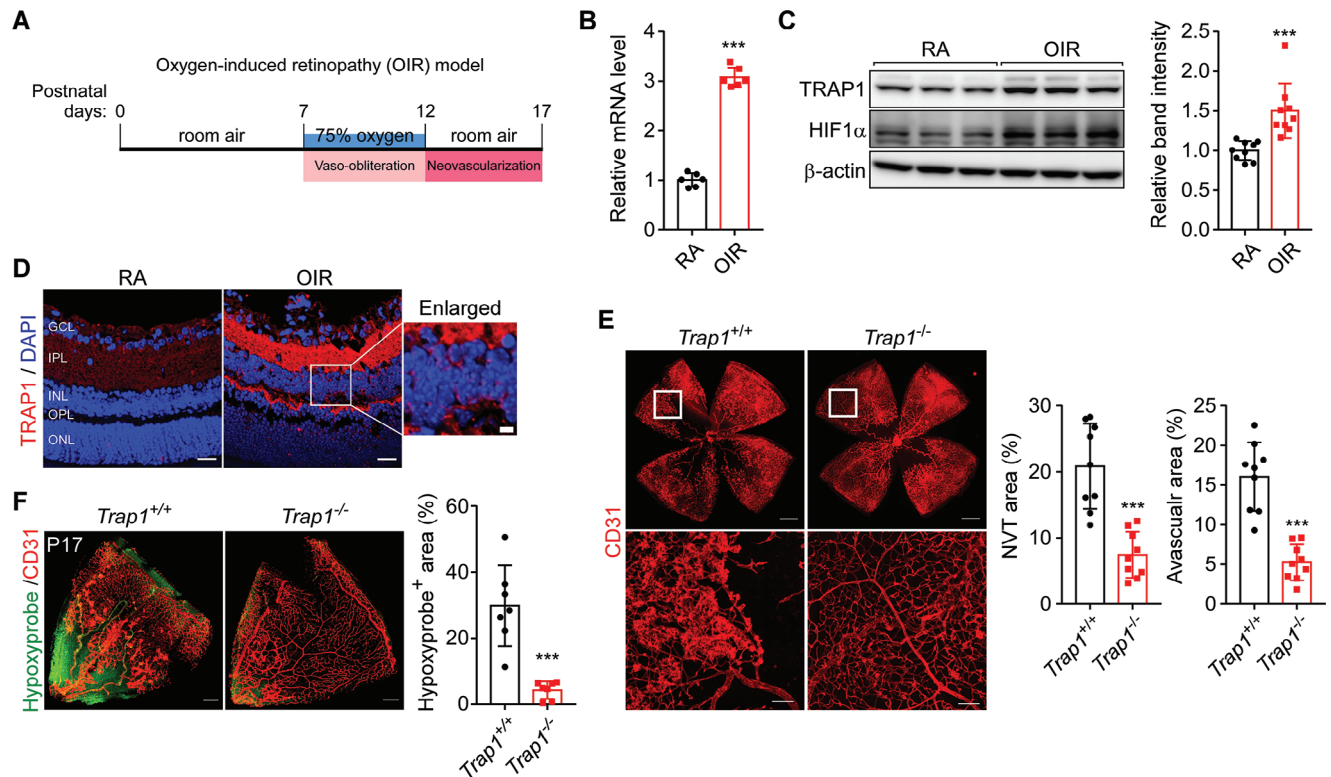 A
Oxygen-induced retinopathy (OIR) model
Postnatal
days:
0
7
12
17
room air
75% oxygen
room air
Vaso-obliteration
Neovascularization
B
Relative mRNA level
4
3
2
1
0
***
RA
OIR
C
RA
OIR
TRAP1
HIF1α
β-actin
Relative band intensity
2.5
2.0
1.5
1.0
0.5
0.0
***
RA
OIR
D
RA
OIR
Enlarged
TRAP1 / DAPI
GCL
IPL
INL
OPL
ONL
E
Trap1+/+
Trap1-/-
CD31
NVT area (%)
30
20
10
0
***
Trap1+/+
Trap1-/-
Avascualr area (%)
25
20
15
10
5
0
***
Trap1+/+
Trap1-/-
F
Trap1+/+
Trap1-/-
Hypoxyprobe /CD31
P17
Hypoxyprobe+ area (%)
60
40
20
0
***
Trap1+/+
Trap1-/-